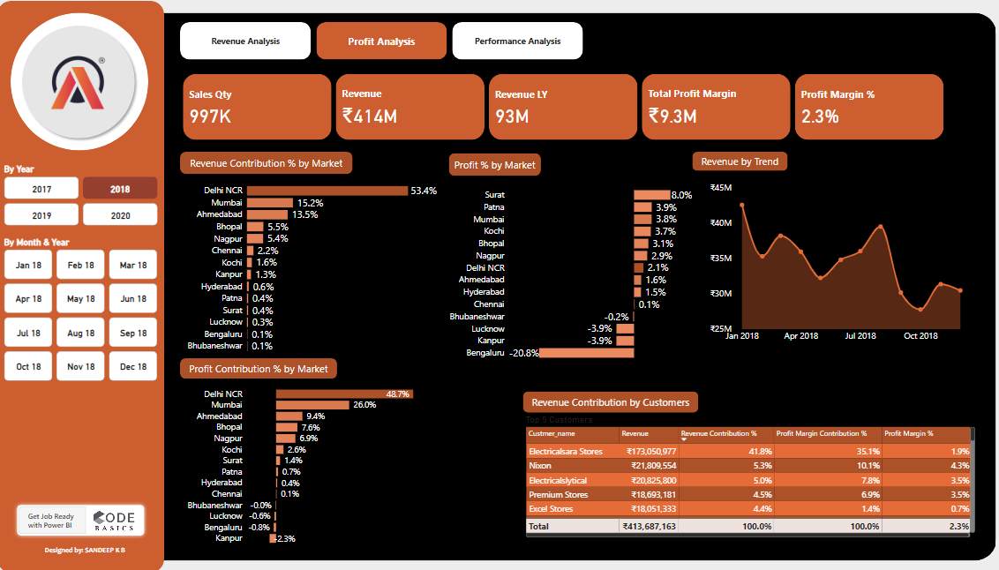 ®
By Year
2017 2018
2019 2020
By Month & Year
Jan 18 Feb 18 Mar 18
Apr 18 May 18 Jun 18
Jul 18 Aug 18 Sep 18
Oct 18 Nov 18 Dec 18
Get Job Ready
with Power BI
CODE
BASICS
Designed by: SANDEEP K B
Revenue Analysis Profit Analysis Performance Analysis
Sales Qty
997K
Revenue
₹414M
Revenue LY
93M
Total Profit Margin
₹9.3M
Profit Margin %
2.3%
Revenue Contribution % by Market
Delhi NCR 53.4%
Mumbai 15.2%
Ahmedabad 13.5%
Bhopal 5.5%
Nagpur 5.4%
Chennai 2.2%
Kochi 1.6%
Kanpur 1.3%
Hyderabad 0.6%
Patna 0.4%
Surat 0.4%
Lucknow 0.3%
Bengaluru 0.1%
Bhubaneshwar 0.1%
Profit % by Market
Surat 8.0%
Patna 3.9%
Mumbai 3.8%
Kochi 3.7%
Bhopal 3.1%
Nagpur 2.9%
Delhi NCR 2.1%
Ahmedabad 1.6%
Hyderabad 1.5%
Chennai 0.1%
Bhubaneshwar -0.2%
Lucknow -3.9%
Kanpur -3.9%
Bengaluru -20.8%
Revenue by Trend
₹45M
₹40M
₹35M
₹30M
₹25M
Jan 2018 Apr 2018 Jul 2018 Oct 2018
Profit Contribution % by Market
Delhi NCR 48.7%
Mumbai 26.0%
Ahmedabad 9.4%
Bhopal 7.6%
Nagpur 6.9%
Kochi 2.6%
Surat 1.4%
Patna 0.7%
Hyderabad 0.4%
Chennai 0.1%
Bhubaneshwar -0.0%
Lucknow -0.6%
Bengaluru -0.8%
Kanpur -2.3%
Revenue Contribution by Customers
Top 5 Customers
Custmer_name Revenue Revenue Contribution % Profit Margin Contribution % Profit Margin %
Electricalsara Stores ₹173,050,977 41.8% 35.1% 1.9%
Nixon ₹21,809,554 5.3% 10.1% 4.3%
Electricalslytical ₹20,825,800 5.0% 7.8% 3.5%
Premium Stores ₹18,693,181 4.5% 6.9% 3.5%
Excel Stores ₹18,051,333 4.4% 1.4% 0.7%
Total ₹413,687,163 100.0% 100.0% 2.3%